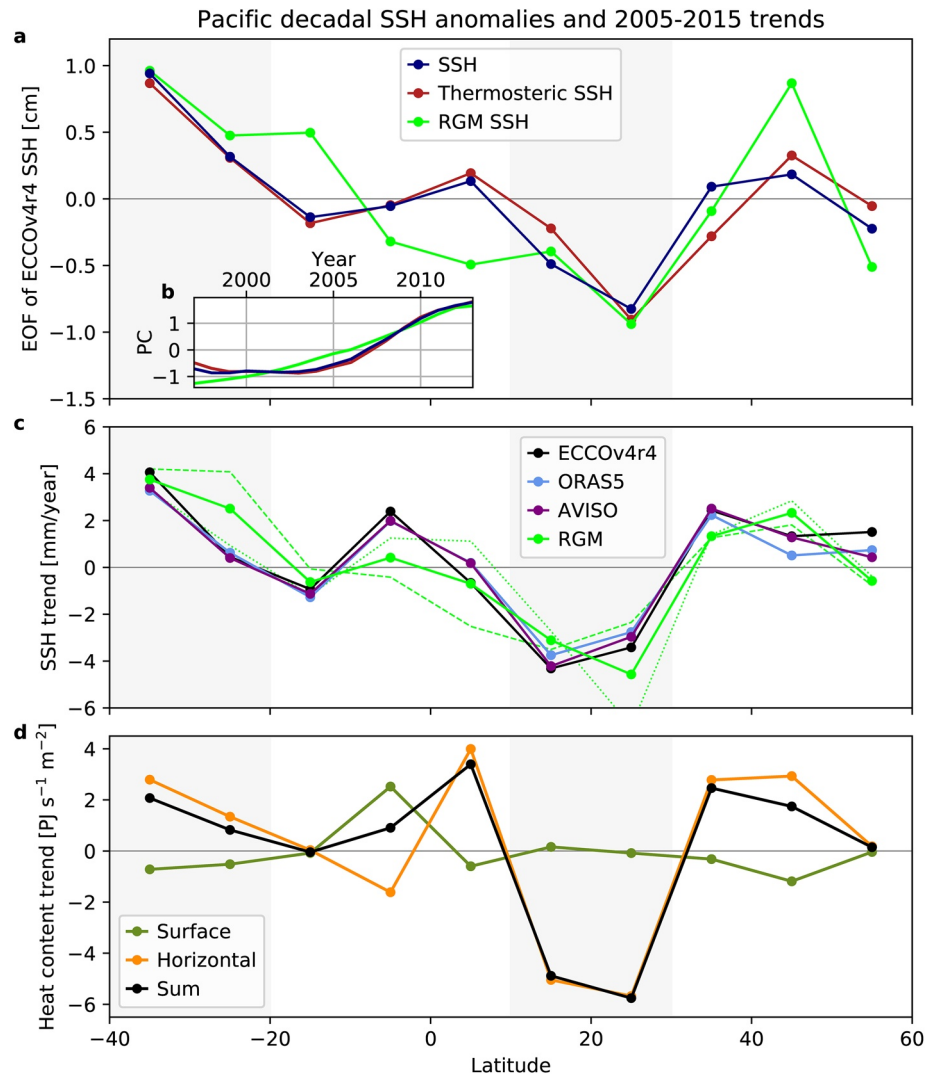 Pacific decadal SSH anomalies and 2005-2015 trends
a
EOF of ECCOv4r4 SSH [cm]
1.0
0.5
0.0
−0.5
−1.0
−1.5
SSH
Thermosteric SSH
RGM SSH
b
Year
2000
2005
2010
PC
1
0
−1
c
SSH trend [mm/year]
6
4
2
0
−2
−4
−6
ECCOv4r4
ORAS5
AVISO
RGM
d
Heat content trend [PJ s⁻¹ m⁻²]
4
2
0
−2
−4
−6
Surface
Horizontal
Sum
−40
−20
0
20
40
60
Latitude